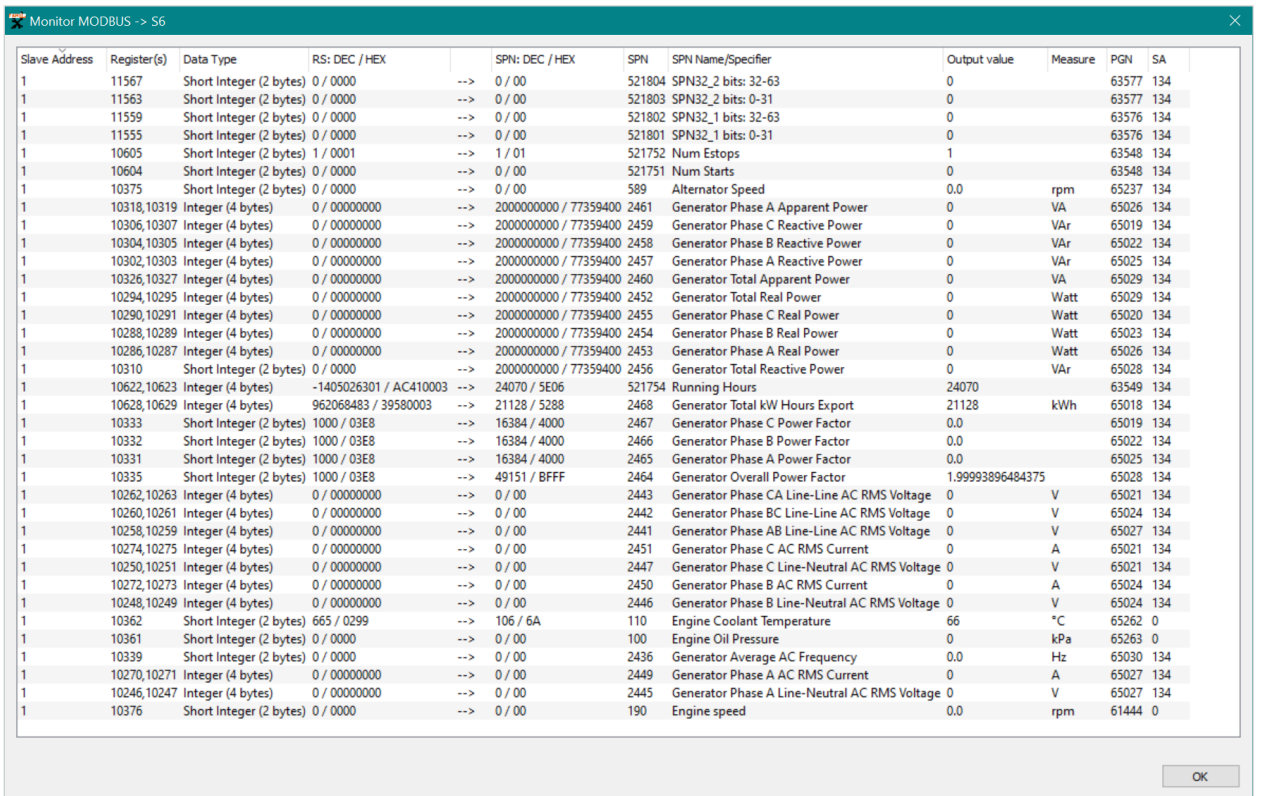 Monitor MODBUS -> S6
Slave Address Register(s) Data Type RS: DEC / HEX SPN: DEC / HEX SPN SPN Name/Specifier Output value Measure PGN SA
1 11567 Short Integer (2 bytes) 0 / 0000 --> 0 / 00 521804 SPN32_2 bits: 32-63 0 63577 134
1 11563 Short Integer (2 bytes) 0 / 0000 --> 0 / 00 521803 SPN32_2 bits: 0-31 0 63577 134
1 11559 Short Integer (2 bytes) 0 / 0000 --> 0 / 00 521802 SPN32_1 bits: 32-63 0 63576 134
1 11555 Short Integer (2 bytes) 0 / 0000 --> 0 / 00 521801 SPN32_1 bits: 0-31 0 63576 134
1 10605 Short Integer (2 bytes) 1 / 0001 --> 1 / 01 521752 Num Estops 1 63548 134
1 10604 Short Integer (2 bytes) 0 / 0000 --> 0 / 00 521751 Num Starts 0 63548 134
1 10375 Short Integer (2 bytes) 0 / 0000 --> 0 / 00 589 Alternator Speed 0.0 rpm 65237 134
1 10318,10319 Integer (4 bytes) 0 / 00000000 --> 2000000000 / 77359400 2461 Generator Phase A Apparent Power 0 VA 65026 134
1 10306,10307 Integer (4 bytes) 0 / 00000000 --> 2000000000 / 77359400 2459 Generator Phase C Reactive Power 0 VAr 65019 134
1 10304,10305 Integer (4 bytes) 0 / 00000000 --> 2000000000 / 77359400 2458 Generator Phase B Reactive Power 0 VAr 65022 134
1 10302,10303 Integer (4 bytes) 0 / 00000000 --> 2000000000 / 77359400 2457 Generator Phase A Reactive Power 0 VAr 65025 134
1 10326,10327 Integer (4 bytes) 0 / 00000000 --> 2000000000 / 77359400 2460 Generator Total Apparent Power 0 VA 65029 134
1 10294,10295 Integer (4 bytes) 0 / 00000000 --> 2000000000 / 77359400 2452 Generator Total Real Power 0 Watt 65029 134
1 10290,10291 Integer (4 bytes) 0 / 00000000 --> 2000000000 / 77359400 2455 Generator Phase C Real Power 0 Watt 65020 134
1 10288,10289 Integer (4 bytes) 0 / 00000000 --> 2000000000 / 77359400 2454 Generator Phase B Real Power 0 Watt 65023 134
1 10286,10287 Integer (4 bytes) 0 / 00000000 --> 2000000000 / 77359400 2453 Generator Phase A Real Power 0 Watt 65026 134
1 10310 Short Integer (2 bytes) 0 / 0000 --> 2000000000 / 77359400 2456 Generator Total Reactive Power 0 VAr 65028 134
1 10622,10623 Integer (4 bytes) -1405026301 / AC410003 --> 24070 / 5E06 521754 Running Hours 24070 63549 134
1 10628,10629 Integer (4 bytes) 962068483 / 39580003 --> 21128 / 5288 2468 Generator Total kW Hours Export 21128 kWh 65018 134
1 10333 Short Integer (2 bytes) 1000 / 03E8 --> 16384 / 4000 2467 Generator Phase C Power Factor 0.0 65019 134
1 10332 Short Integer (2 bytes) 1000 / 03E8 --> 16384 / 4000 2466 Generator Phase B Power Factor 0.0 65022 134
1 10331 Short Integer (2 bytes) 1000 / 03E8 --> 16384 / 4000 2465 Generator Phase A Power Factor 0.0 65025 134
1 10335 Short Integer (2 bytes) 1000 / 03E8 --> 49151 / BFFF 2464 Generator Overall Power Factor 1.99993896484375 65028 134
1 10262,10263 Integer (4 bytes) 0 / 00000000 --> 0 / 00 2443 Generator Phase CA Line-Line AC RMS Voltage 0 V 65021 134
1 10260,10261 Integer (4 bytes) 0 / 00000000 --> 0 / 00 2442 Generator Phase BC Line-Line AC RMS Voltage 0 V 65024 134
1 10258,10259 Integer (4 bytes) 0 / 00000000 --> 0 / 00 2441 Generator Phase AB Line-Line AC RMS Voltage 0 V 65027 134
1 10274,10275 Integer (4 bytes) 0 / 00000000 --> 0 / 00 2451 Generator Phase C AC RMS Current 0 A 65021 134
1 10250,10251 Integer (4 bytes) 0 / 00000000 --> 0 / 00 2447 Generator Phase C Line-Neutral AC RMS Voltage 0 V 65021 134
1 10272,10273 Integer (4 bytes) 0 / 00000000 --> 0 / 00 2450 Generator Phase B AC RMS Current 0 A 65024 134
1 10248,10249 Integer (4 bytes) 0 / 00000000 --> 0 / 00 2446 Generator Phase B Line-Neutral AC RMS Voltage 0 V 65024 134
1 10362 Short Integer (2 bytes) 665 / 0299 --> 106 / 6A 110 Engine Coolant Temperature 66 °C 65262 0
1 10361 Short Integer (2 bytes) 0 / 0000 --> 0 / 00 100 Engine Oil Pressure 0 kPa 65263 0
1 10339 Short Integer (2 bytes) 0 / 0000 --> 0 / 00 2436 Generator Average AC Frequency 0.0 Hz 65030 134
1 10270,10271 Integer (4 bytes) 0 / 00000000 --> 0 / 00 2449 Generator Phase A AC RMS Current 0 A 65027 134
1 10246,10247 Integer (4 bytes) 0 / 00000000 --> 0 / 00 2445 Generator Phase A Line-Neutral AC RMS Voltage 0 V 65027 134
1 10376 Short Integer (2 bytes) 0 / 0000 --> 0 / 00 190 Engine speed 0.0 rpm 61444 0
OK